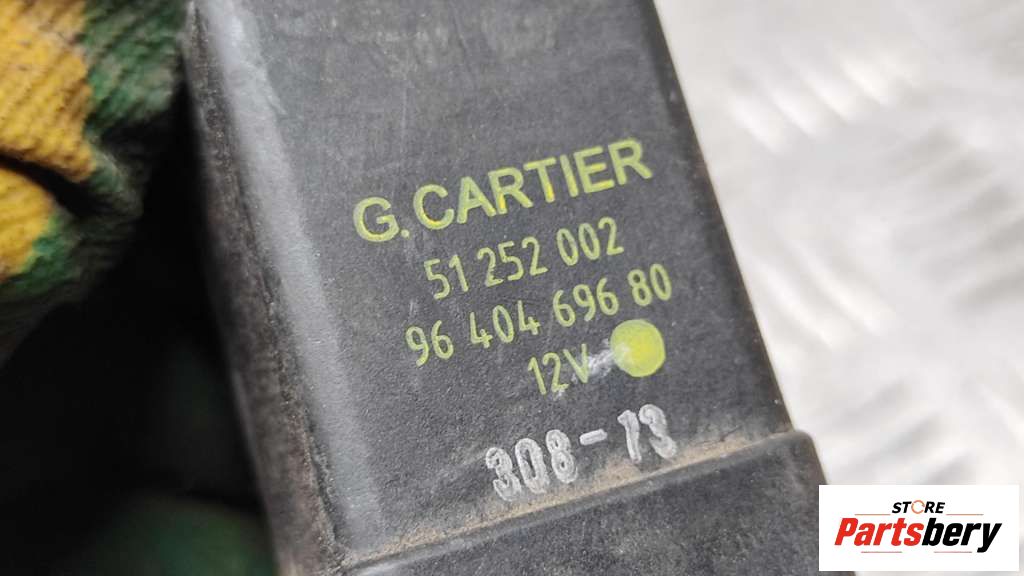 G. CARTIER
51 252 002
96 404 696 80
12V
308-13
STORE
Partsbery